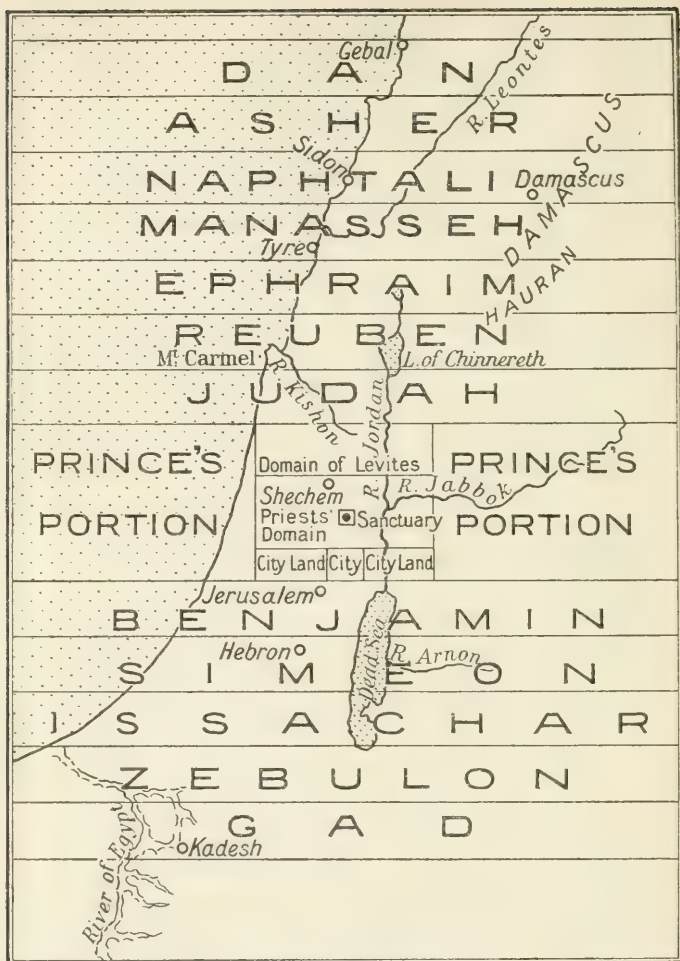 Gebal
DAN
R. Leontes
ASHER
DAMASCUS
Sidon
NAPHTALI
Damascus
MANASSEH
Tyre
EPHRAIM
HAURAN
REUBEN
Mt. Carmel
L. of Chinnereth
R. Kishon
JUDAH
R. Jordan
PRINCE'S
Domain of Levites
PRINCE'S
Shechem
R. Jabbok
PORTION
Priests'
Domain
Sanctuary
PORTION
City Land
City
City Land
Jerusalem
BENJAMIN
Hebron
Dead Sea
R. Arnon
SIMEON
ISSACHAR
ZEBULON
GAD
Kadesh
River of Egypt